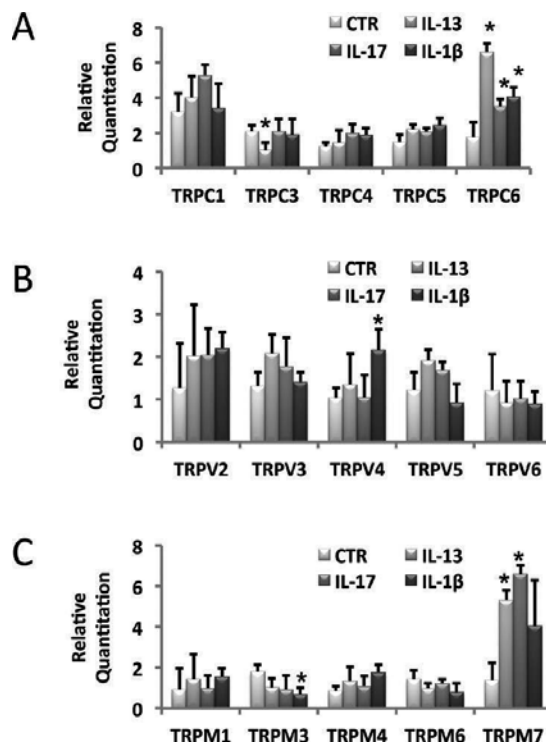 A
Relative Quantitation
8
6
4
2
0
CTR IL-13
IL-17 IL-1β
*
*
*
*
TRPC1 TRPC3 TRPC4 TRPC5 TRPC6
B
Relative Quantitation
4
3
2
1
0
CTR IL-13
IL-17 IL-1β
*
TRPV2 TRPV3 TRPV4 TRPV5 TRPV6
C
Relative Quantitation
8
6
4
2
0
CTR IL-13
IL-17 IL-1β
*
*
*
TRPM1 TRPM3 TRPM4 TRPM6 TRPM7